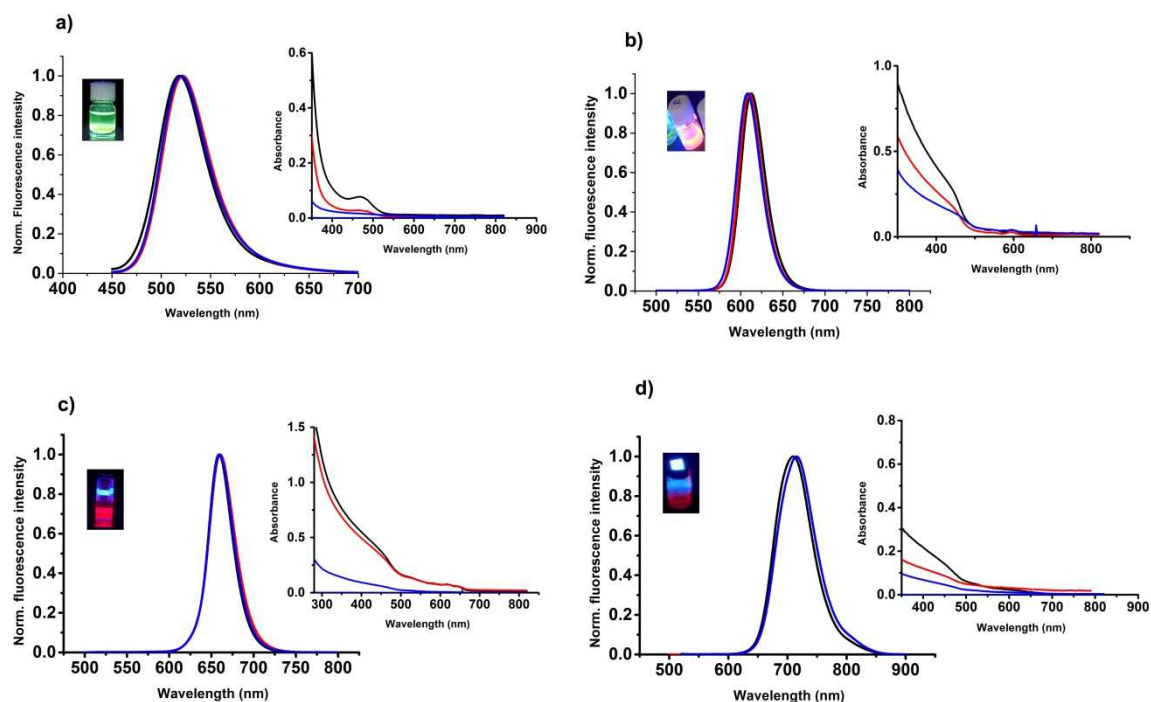 a)
Norm. Fluorescence intensity
1.0
0.8
0.6
0.4
0.2
0.0
400 450 500 550 600 650 700
Wavelength (nm)
Absorbance
0.6
0.4
0.2
0.0
400 500 600 700 800 900
Wavelength (nm)
b)
Norm. fluorescence intensity
1.0
0.8
0.6
0.4
0.2
0.0
500 550 600 650 700 750 800
Wavelength (nm)
Absorbance
1.0
0.5
0.0
400 600 800
Wavelength (nm)
c)
Norm. fluorescence intensity
1.0
0.8
0.6
0.4
0.2
0.0
500 550 600 650 700 750 800
Wavelength (nm)
Absorbance
1.5
1.0
0.5
0.0
300 400 500 600 700 800
Wavelength (nm)
d)
Norm. fluorescence intensity
1.0
0.8
0.6
0.4
0.2
0.0
500 600 700 800 900
Wavelength (nm)
Absorbance
0.8
0.6
0.4
0.2
0.0
400 500 600 700 800 900
Wavelength (nm)